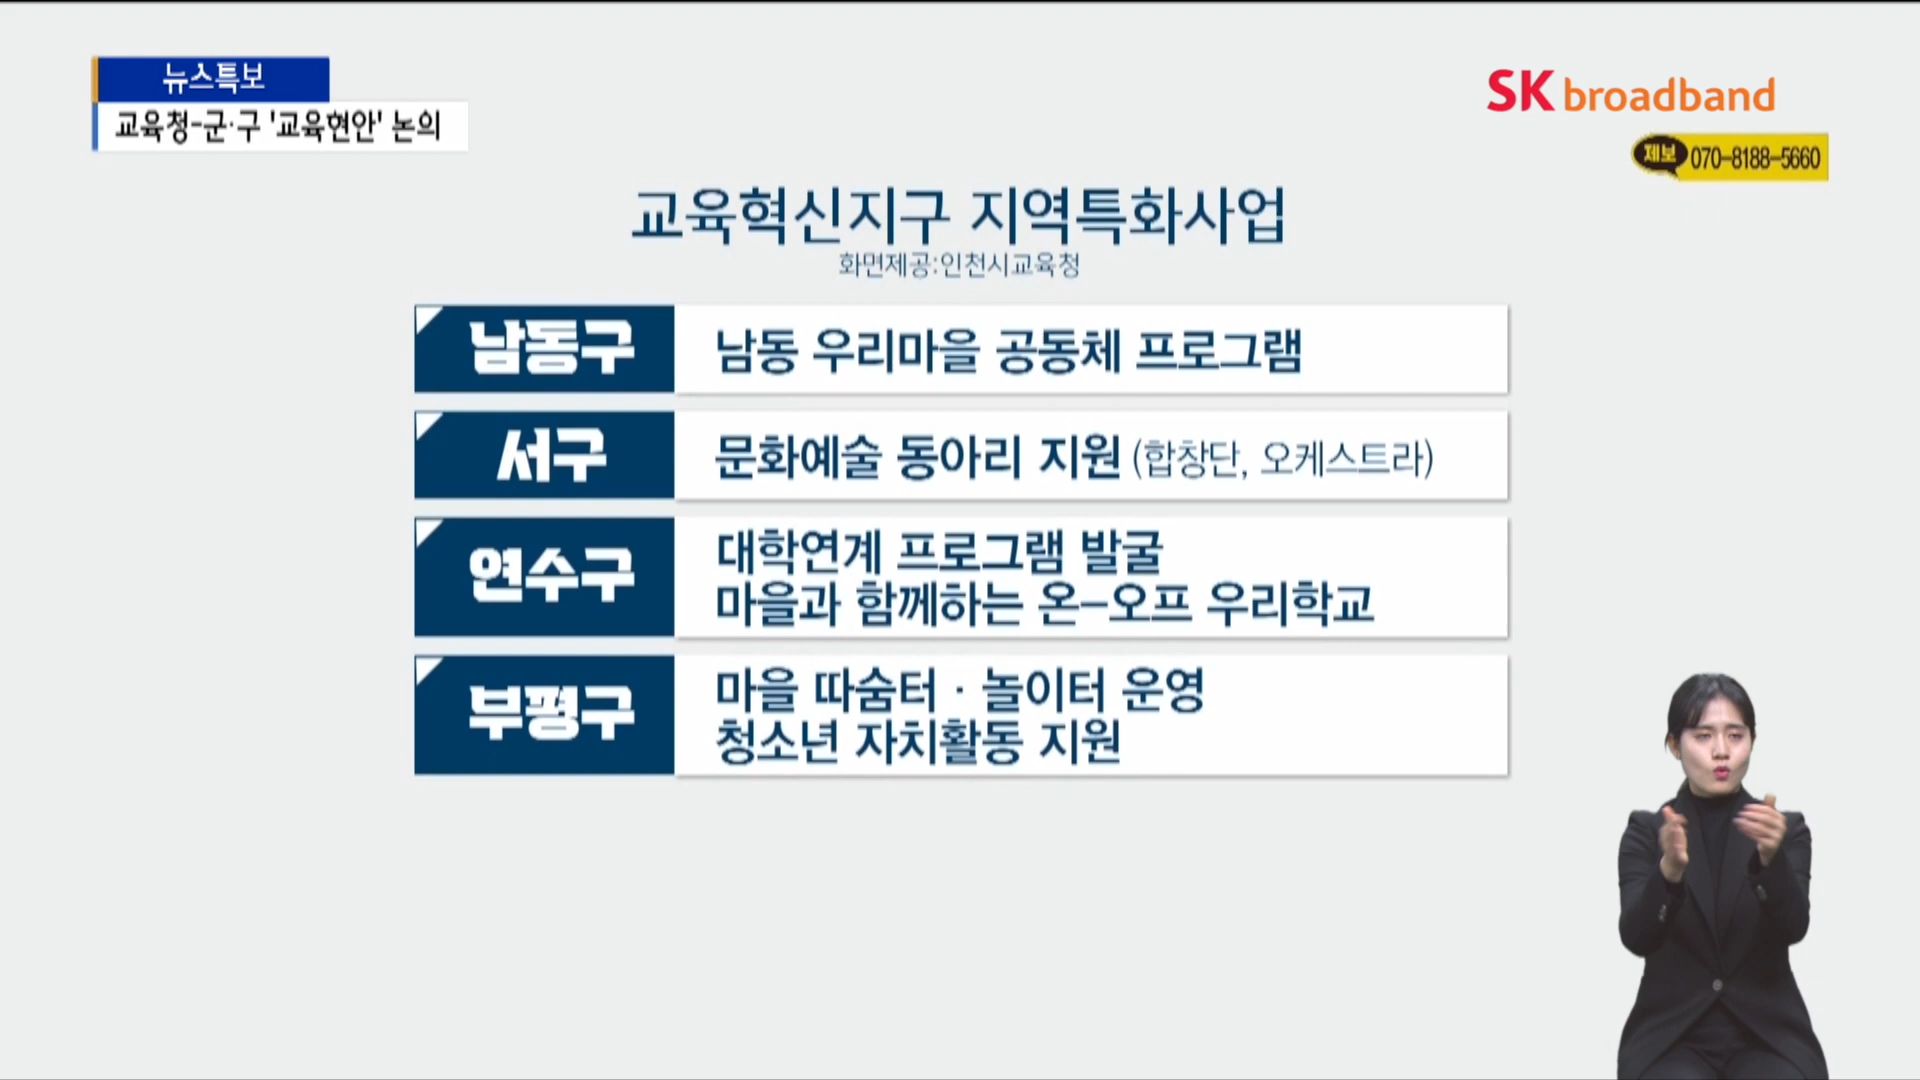 뉴스특보
교육청-군·구 '교육현안' 논의
SK broadband
제보 070-8188-5660
교육혁신지구 지역특화사업
화면제공:인천시교육청
남동구
남동 우리마을 공동체 프로그램
서구
문화예술 동아리 지원 (합창단, 오케스트라)
연수구
대학연계 프로그램 발굴
마을과 함께하는 온-오프 우리학교
부평구
마을 따숨터 · 놀이터 운영
청소년 자치활동 지원